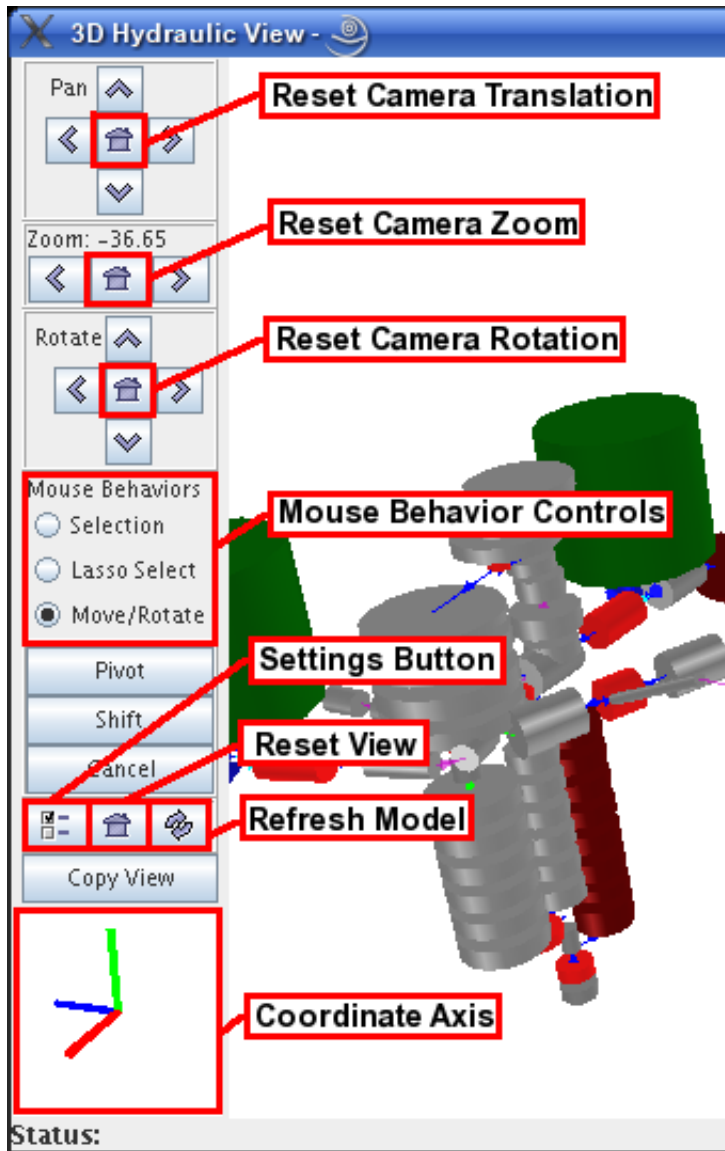 3D Hydraulic View -
Pan
Reset Camera Translation
Reset Camera Zoom
Zoom: -36.65
Rotate
Reset Camera Rotation
Mouse Behaviors
Mouse Behavior Controls
Selection
Lasso Select
Move/Rotate
Settings Button
Pivot
Shift
Reset View
Cancel
Refresh Model
Copy View
Coordinate Axis
Status: